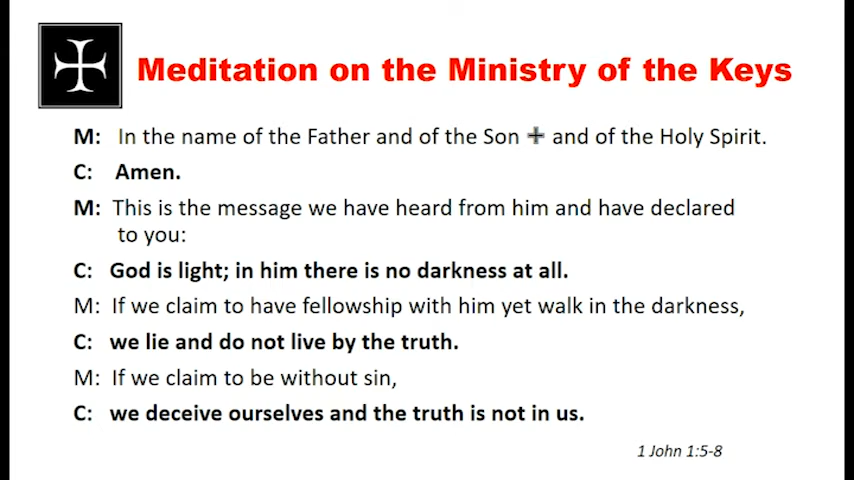 Meditation on the Ministry of the Keys
M: In the name of the Father and of the Son ✠ and of the Holy Spirit.
C: Amen.
M: This is the message we have heard from him and have declared
to you:
C: God is light; in him there is no darkness at all.
M: If we claim to have fellowship with him yet walk in the darkness,
C: we lie and do not live by the truth.
M: If we claim to be without sin,
C: we deceive ourselves and the truth is not in us.
1 John 1:5-8